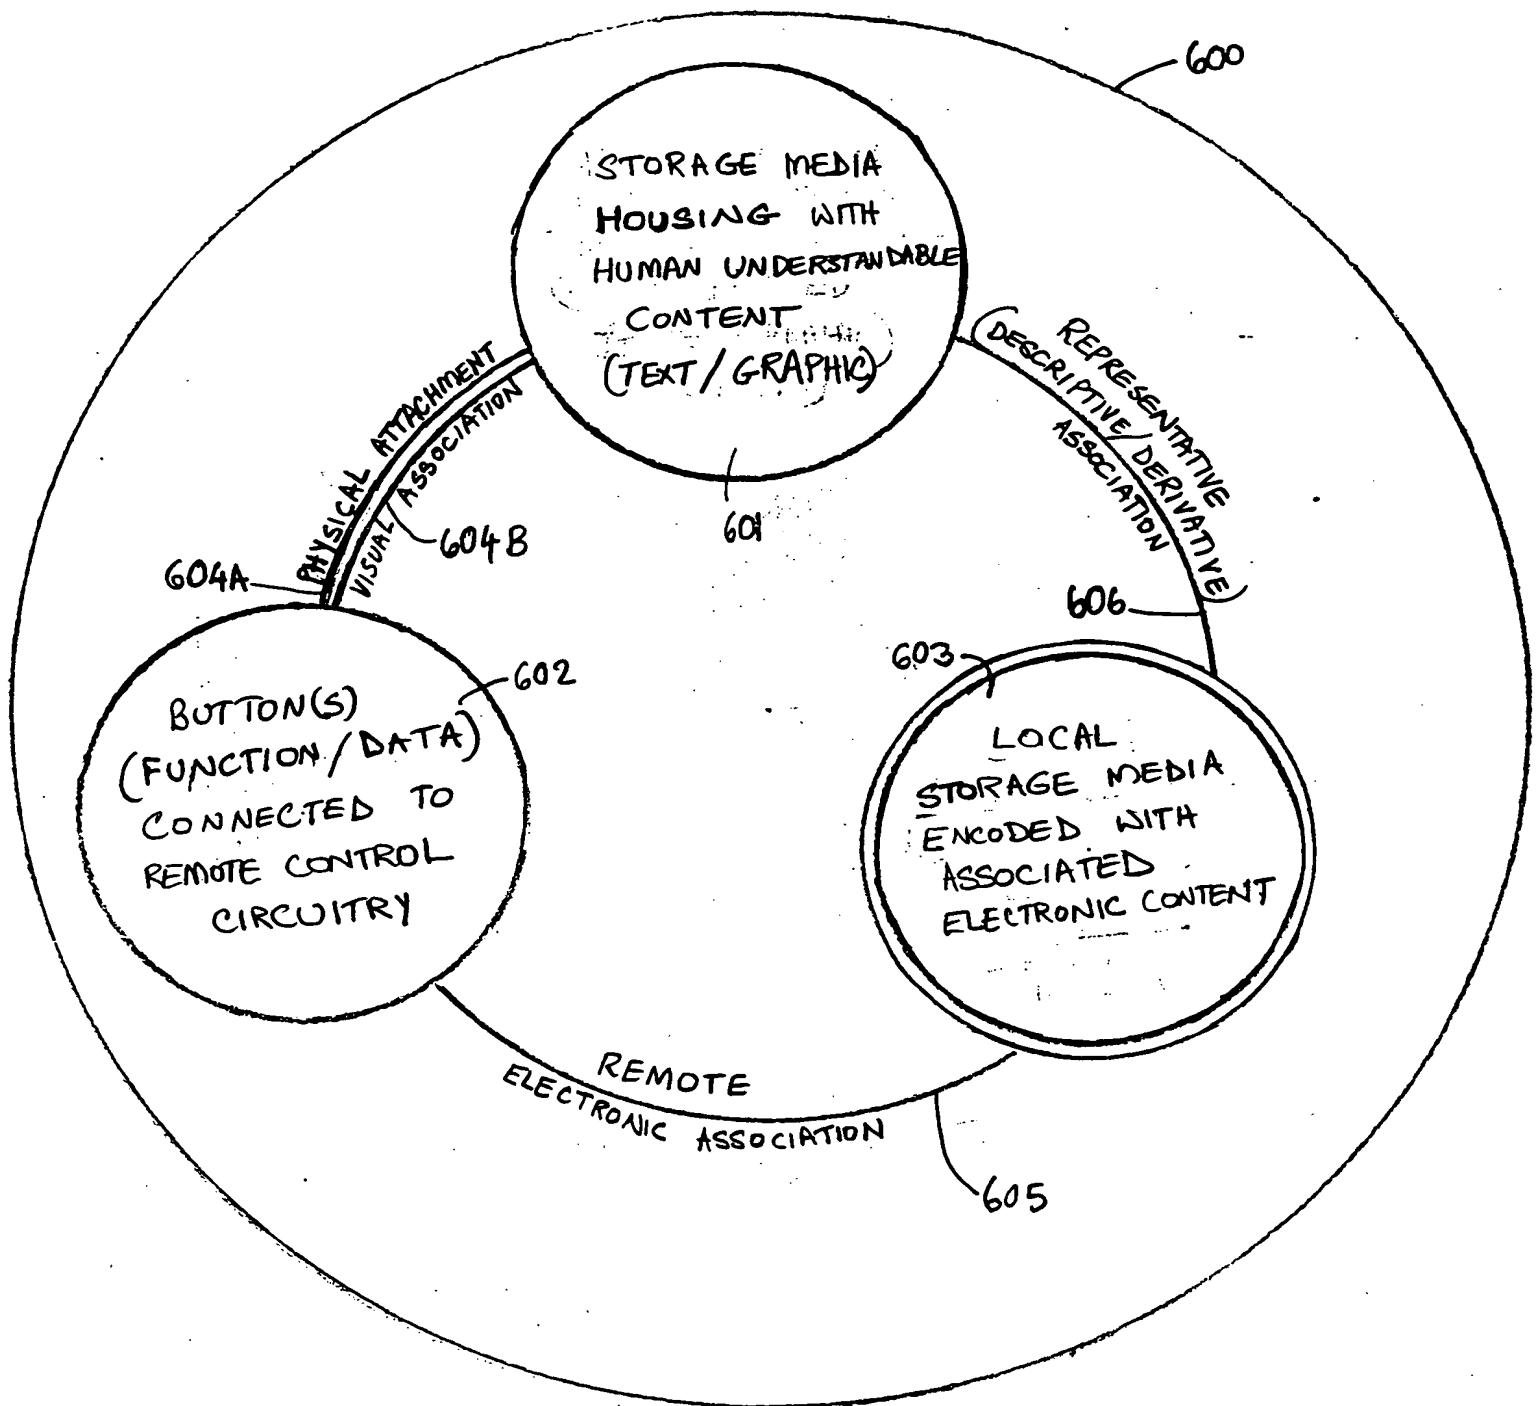 600
STORAGE MEDIA
HOUSING WITH
HUMAN UNDERSTANDABLE
CONTENT
(TEXT/GRAPHIC)
601
PHYSICAL ATTACHMENT
VISUAL ASSOCIATION
604A
604B
REPRESENTATIVE
(DESCRIPTIVE/DERIVATIVE)
ASSOCIATION
606
602
BUTTON(S)
(FUNCTION/DATA)
CONNECTED TO
REMOTE CONTROL
CIRCUITRY
603
LOCAL
STORAGE MEDIA
ENCODED WITH
ASSOCIATED
ELECTRONIC CONTENT
REMOTE
ELECTRONIC ASSOCIATION
605